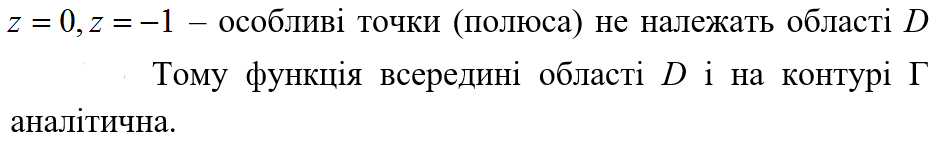 z = 0, z = −1 – особливі точки (полюса) не належать області D
Тому функція всередині області D і на контурі Г
аналітична.